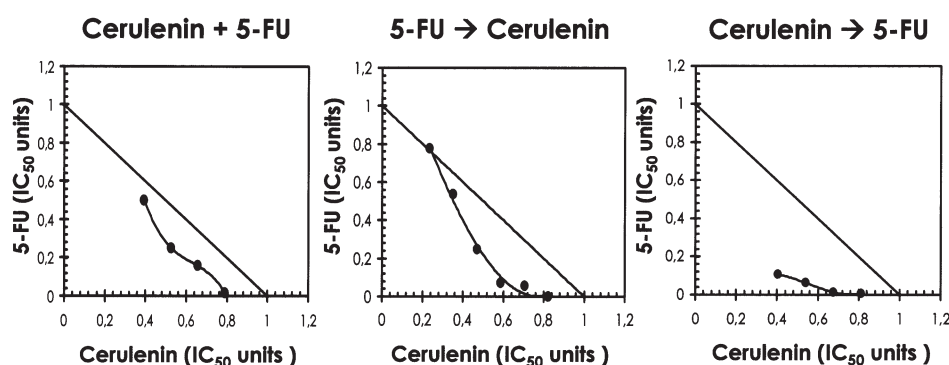 Cerulenin + 5-FU
5-FU → Cerulenin
Cerulenin → 5-FU
5-FU (IC50 units)
1,2
1
0,8
0,6
0,4
0,2
0
0 0,2 0,4 0,6 0,8 1 1,2
Cerulenin (IC50 units )
5-FU (IC50 units)
1,2
1
0,8
0,6
0,4
0,2
0
0 0,2 0,4 0,6 0,8 1 1,2
Cerulenin (IC50 units )
5-FU (IC50 units)
1,2
1
0,8
0,6
0,4
0,2
0
0 0,2 0,4 0,6 0,8 1 1,2
Cerulenin (IC50 units )